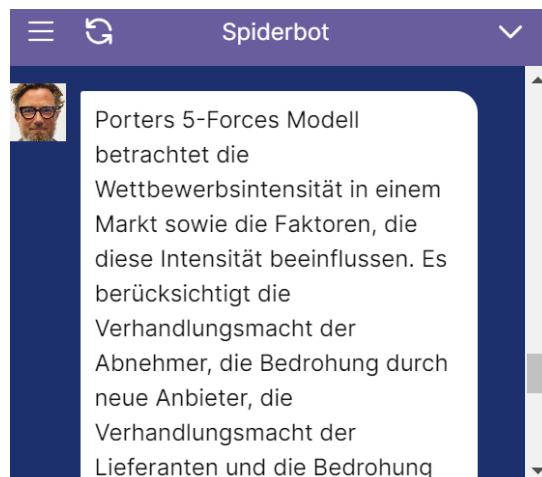 Spiderbot
Porters 5-Forces Modell
betrachtet die
Wettbewerbsintensität in einem
Markt sowie die Faktoren, die
diese Intensität beeinflussen. Es
berücksichtigt die
Verhandlungsmacht der
Abnehmer, die Bedrohung durch
neue Anbieter, die
Verhandlungsmacht der
Lieferanten und die Bedrohung